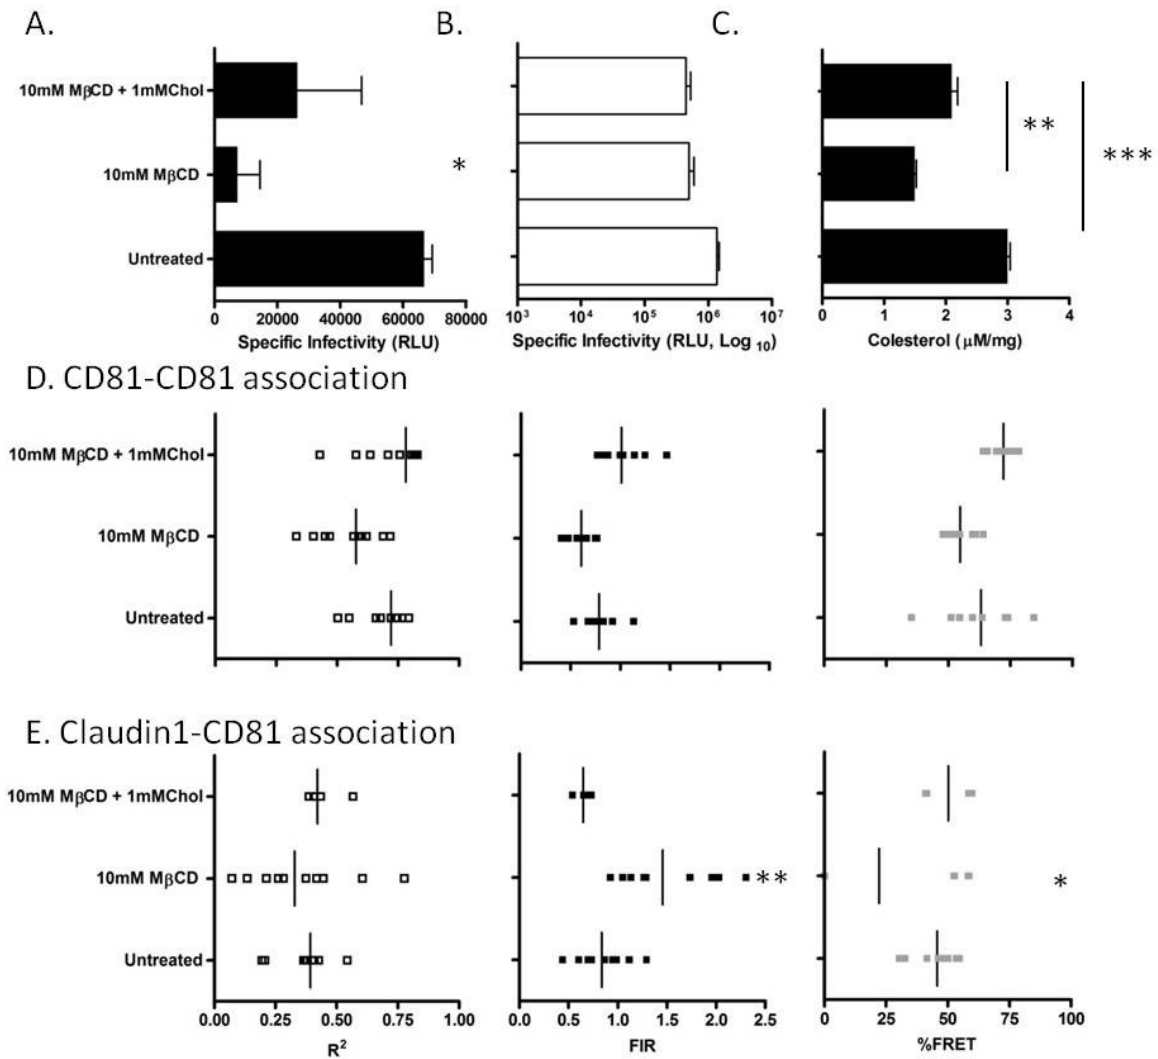 A.
B.
C.
10mM MβCD + 1mMChol
10mM MβCD
Untreated
*
**
***
0 20000 40000 60000 80000
10³ 10⁴ 10⁵ 10⁶ 10⁷
0 1 2 3 4
Specific Infectivity (RLU)
Specific Infectivity (RLU, Log ₁₀)
Colesterol (μM/mg)
D. CD81-CD81 association
10mM MβCD + 1mMChol
10mM MβCD
Untreated
E. Claudin1-CD81 association
10mM MβCD + 1mMChol
10mM MβCD
**
*
Untreated
0.00 0.25 0.50 0.75 1.00
0.0 0.5 1.0 1.5 2.0 2.5
0 25 50 75 100
R²
FIR
%FRET